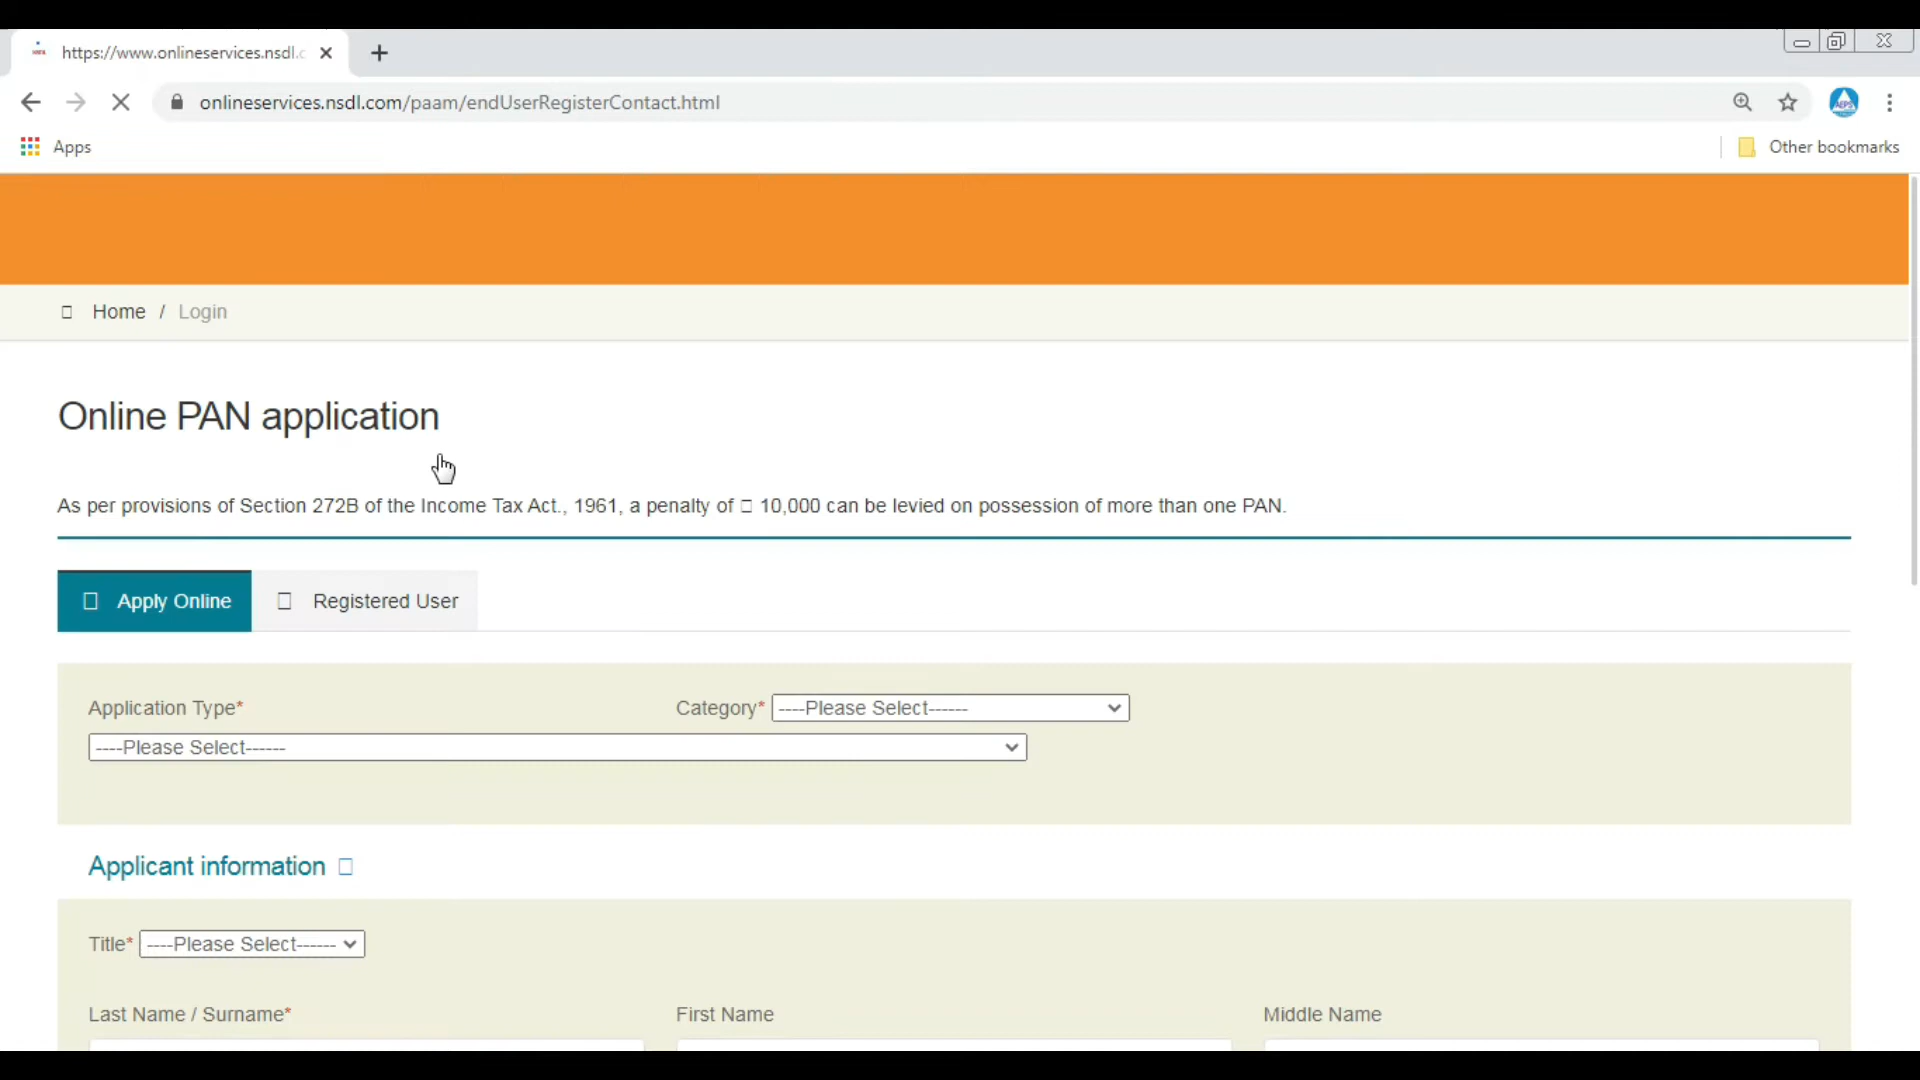 https://www.onlineservices.nsdl.c
onlineservices.nsdl.com/paam/endUserRegisterContact.html
Apps
Other bookmarks
Home / Login
Online PAN application
As per provisions of Section 272B of the Income Tax Act., 1961, a penalty of 10,000 can be levied on possession of more than one PAN.
Apply Online
Registered User
Application Type*
Category* ----Please Select------
----Please Select------
Applicant information
Title* ----Please Select------
Last Name / Surname*
First Name
Middle Name